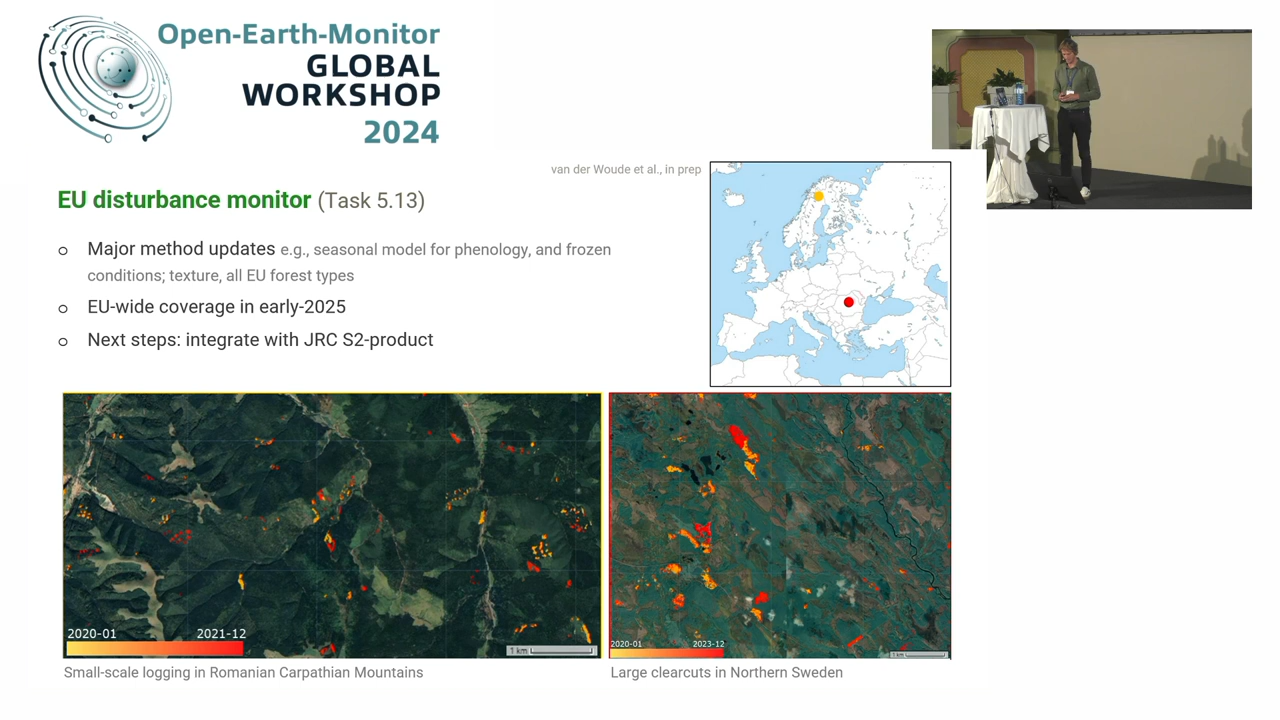 Open-Earth-Monitor
GLOBAL
WORKSHOP
2024
van der Woude et al., in prep
EU disturbance monitor (Task 5.13)
o Major method updates e.g., seasonal model for phenology, and frozen
conditions; texture, all EU forest types
o EU-wide coverage in early-2025
o Next steps: integrate with JRC S2-product
2020-01 2021-12
1 km
2020-01 2023-12
1 km
Small-scale logging in Romanian Carpathian Mountains
Large clearcuts in Northern Sweden